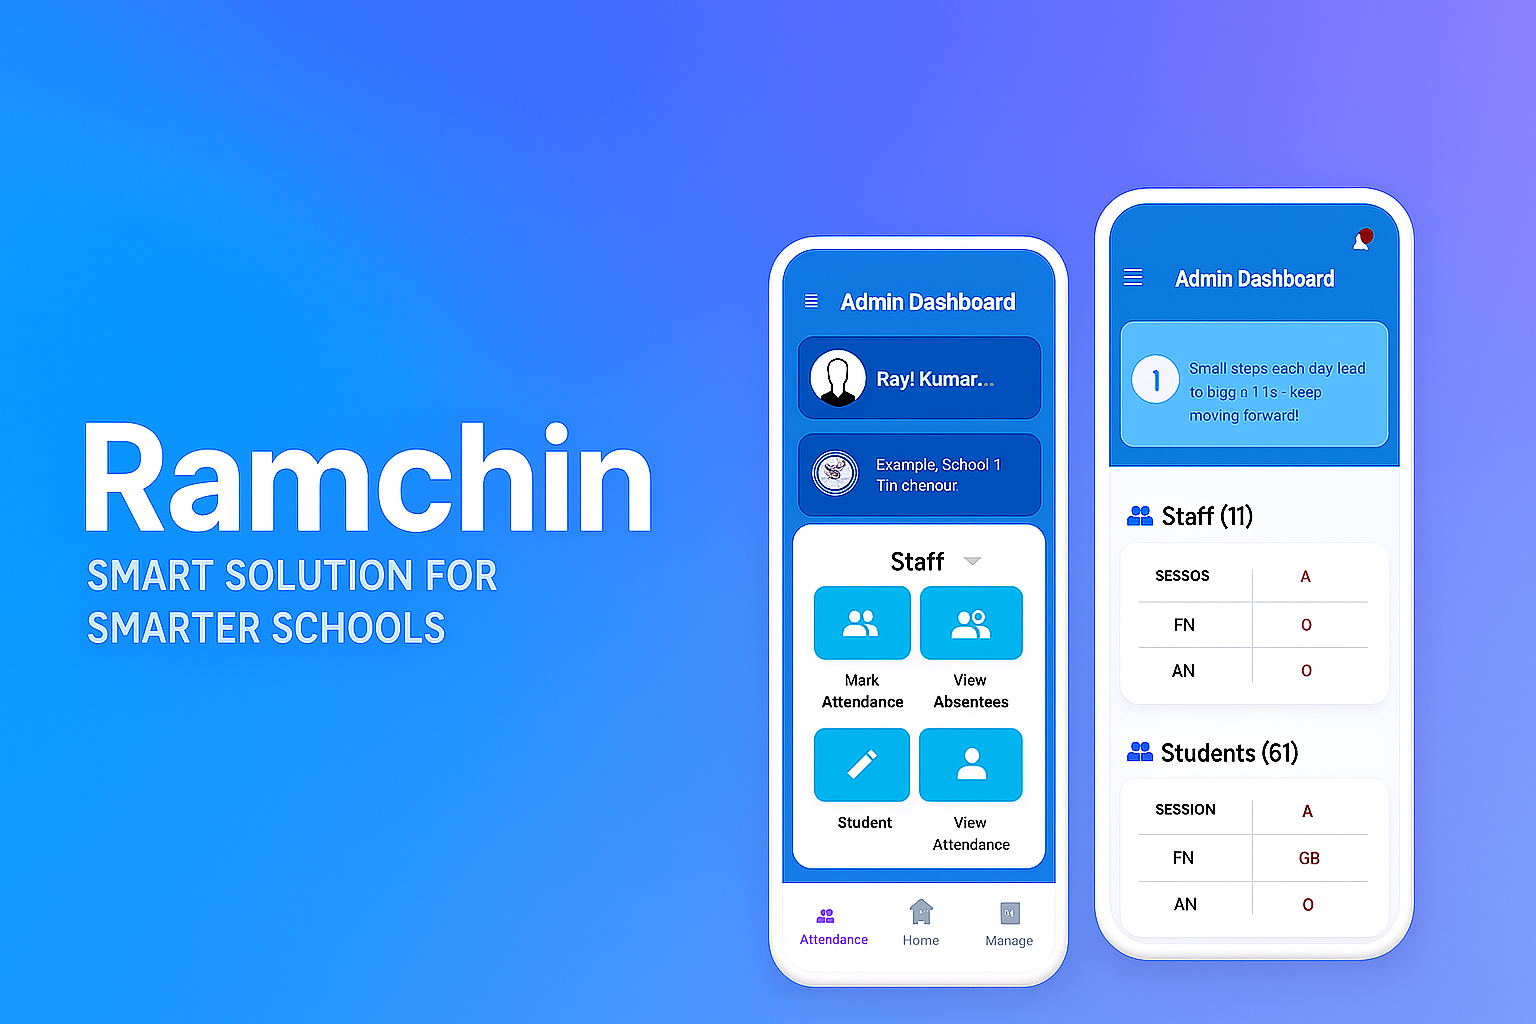 Ramchin
SMART SOLUTION FOR
SMARTER SCHOOLS
Admin Dashboard
Ray! Kumar...
Example, School 1
Tin chenour.
Staff
Mark
Attendance
View
Absentees
Student
View
Attendance
Attendance
Home
Manage
Admin Dashboard
1
Small steps each day lead
to bigg n 11s - keep
moving forward!
Staff (11)
SESSOS A
FN O
AN O
Students (61)
SESSION A
FN GB
AN O